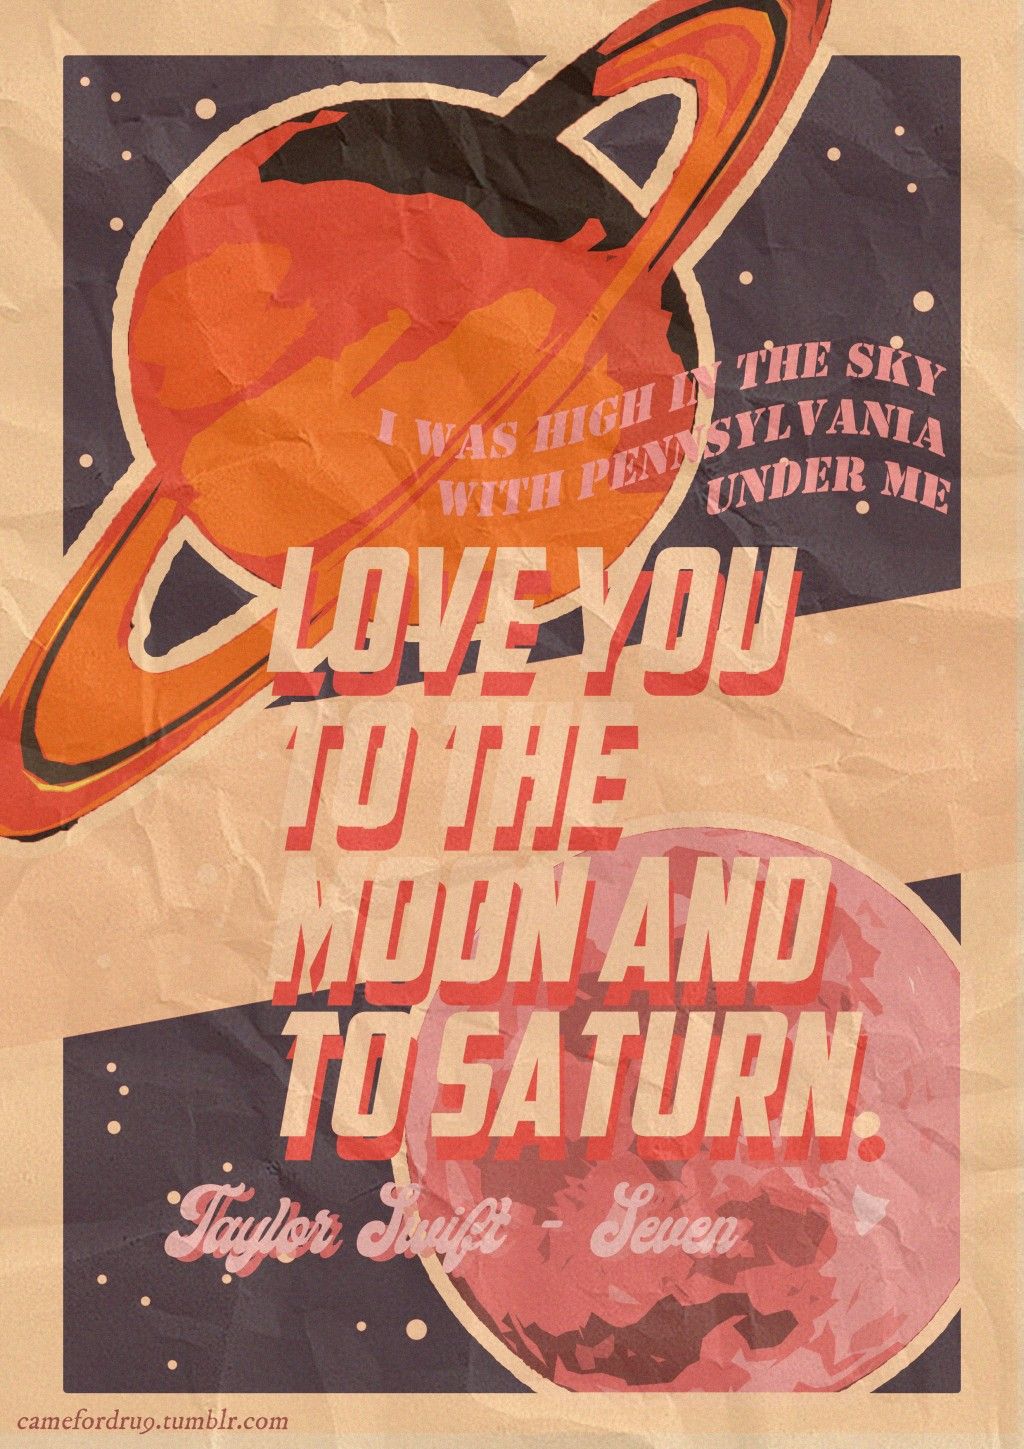 I WAS HIGH IN THE SKY
WITH PENNSYLVANIA
UNDER ME
LOVE YOU
TO THE
MOON AND
TO SATURN.
Taylor Swift - Seven
camefordru9.tumblr.com